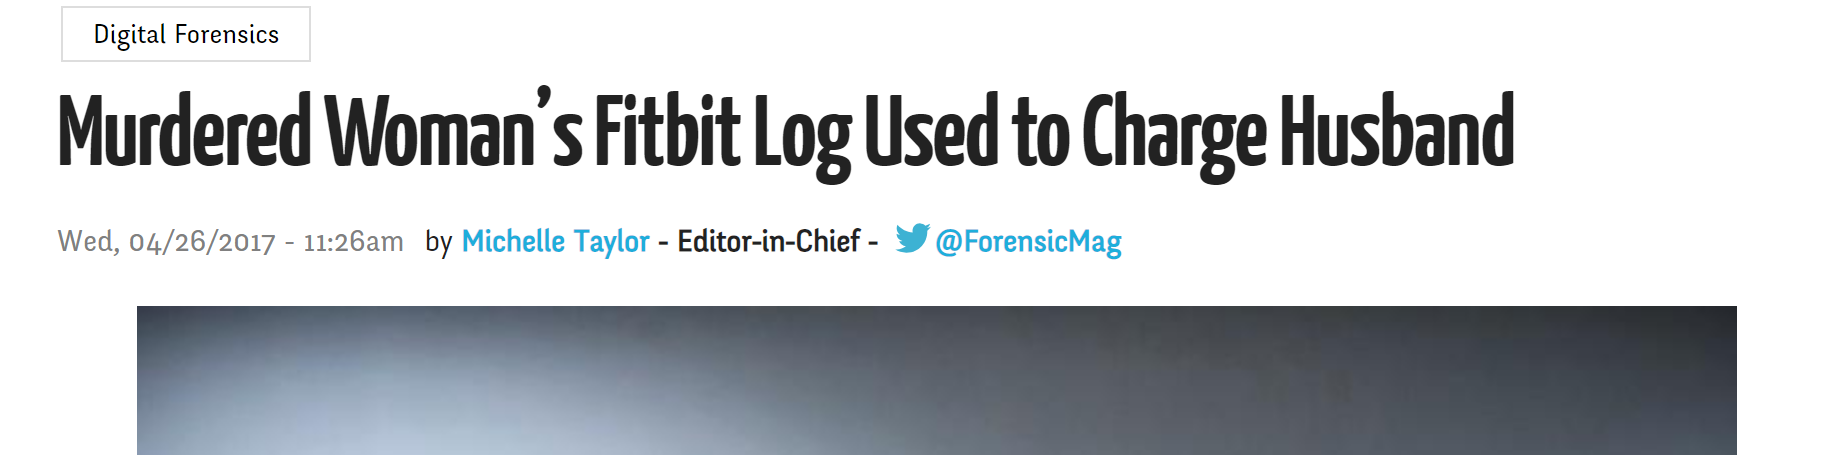 Digital Forensics
Murdered Woman’s Fitbit Log Used to Charge Husband
Wed, 04/26/2017 - 11:26am by Michelle Taylor - Editor-in-Chief - @ForensicMag